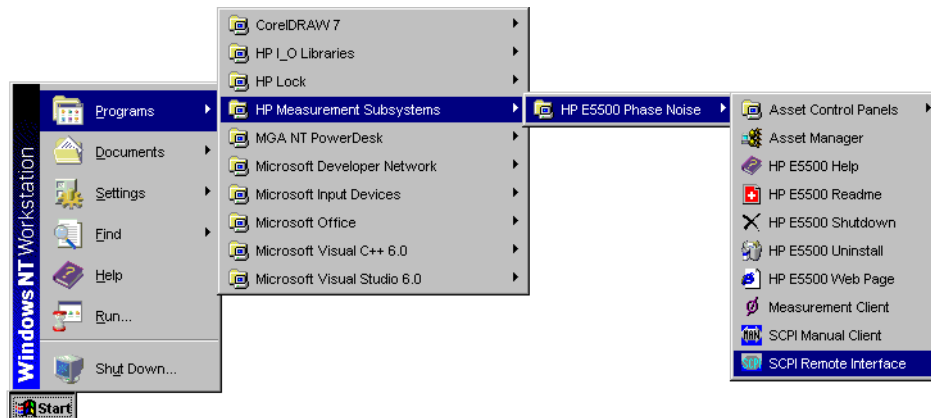 Windows NT Workstation
Programs
Documents
Settings
Find
Help
Run...
Shut Down...
Start
CorelDRAW 7
HP I_O Libraries
HP Lock
HP Measurement Subsystems
MGA NT PowerDesk
Microsoft Developer Network
Microsoft Input Devices
Microsoft Office
Microsoft Visual C++ 6.0
Microsoft Visual Studio 6.0
HP E5500 Phase Noise
Asset Control Panels
Asset Manager
HP E5500 Help
HP E5500 Readme
HP E5500 Shutdown
HP E5500 Uninstall
HP E5500 Web Page
Measurement Client
MAN SCPI Manual Client
SCPI Remote Interface